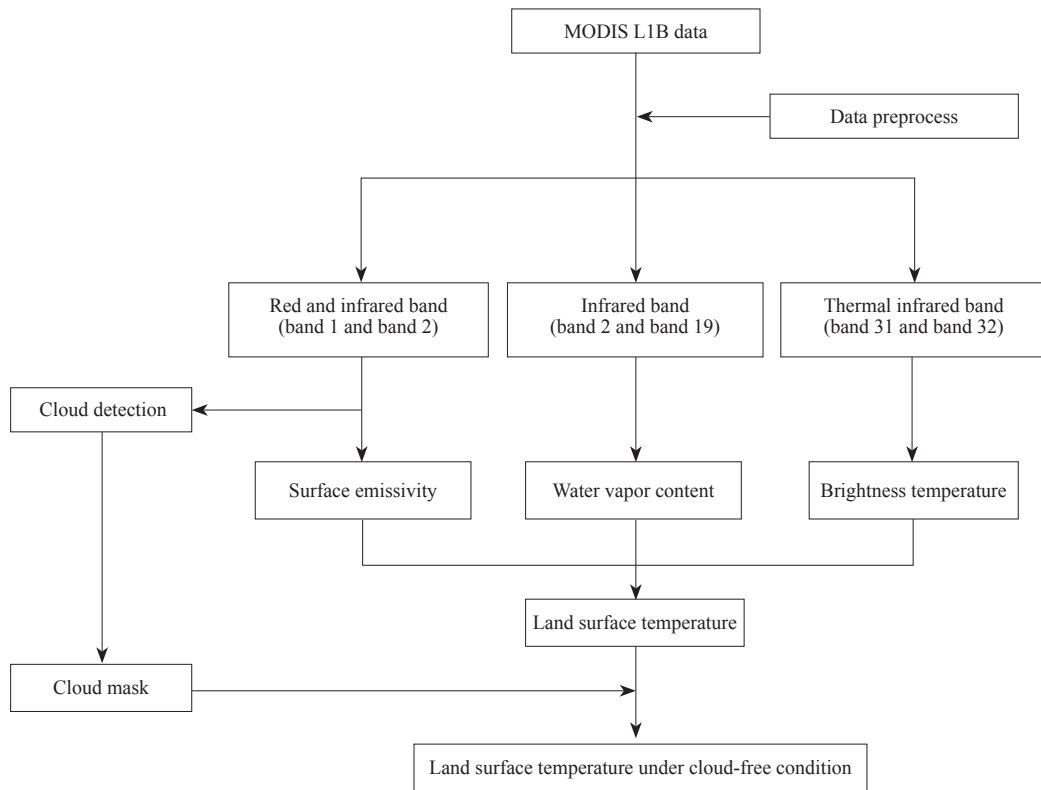 MODIS L1B data
Data preprocess
Red and infrared band
(band 1 and band 2)
Infrared band
(band 2 and band 19)
Thermal infrared band
(band 31 and band 32)
Cloud detection
Surface emissivity
Water vapor content
Brightness temperature
Land surface temperature
Cloud mask
Land surface temperature under cloud-free condition